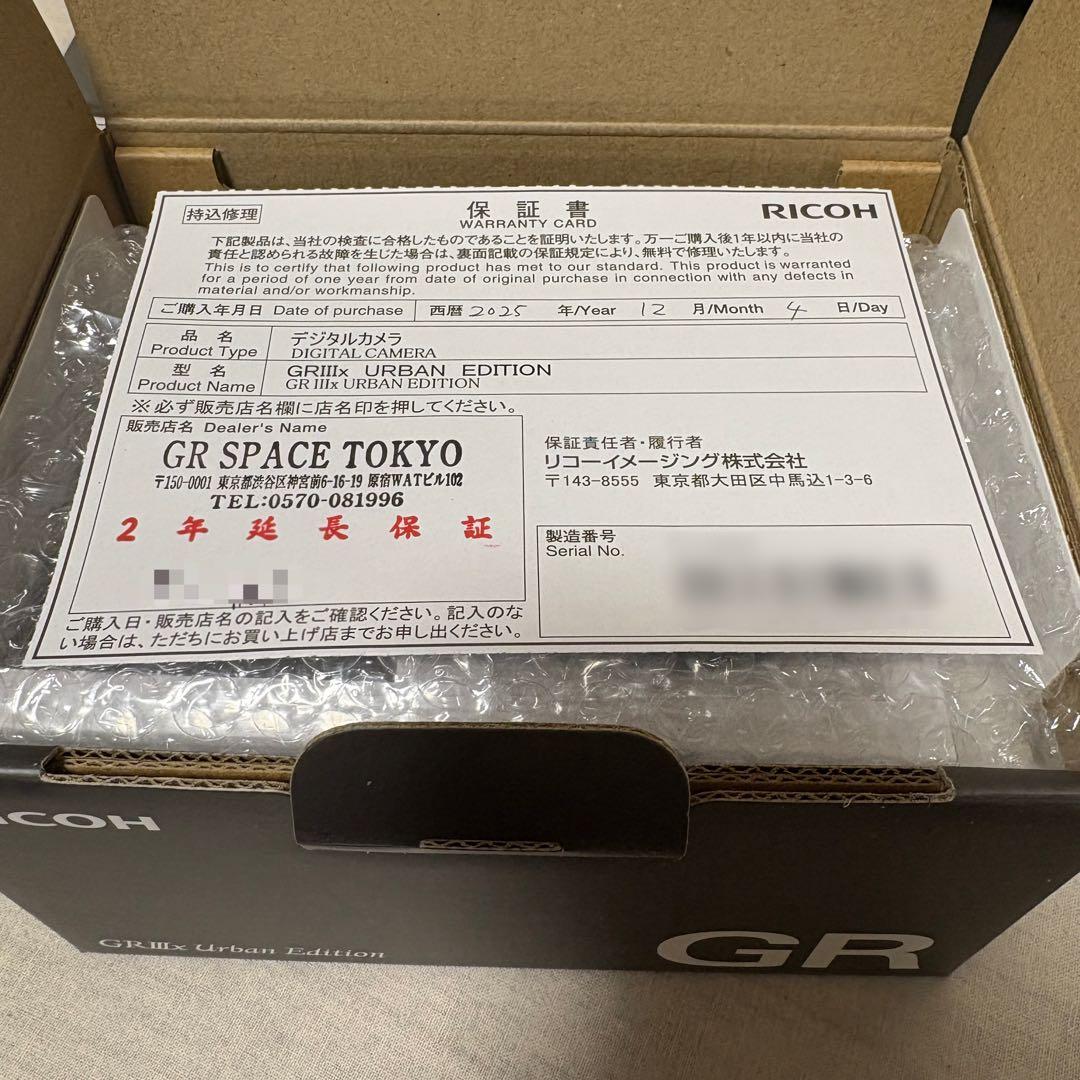 持込修理
保証書
WARRANTY CARD
RICOH
下記製品は、当社の検査に合格したものであることを証明いたします。万一ご購入後1年以内に当社の
責任と認められる故障を生じた場合は、裏面記載の保証規定により、無料で修理いたします。
This is to certify that following product has met to our standard. This product is warranted
for a period of one year from date of original purchase in connection with any defects in
material and/or workmanship.
ご購入年月日 Date of purchase 西暦 2025 年/Year 12 月/Month 4 日/Day
品名 デジタルカメラ
Product Type DIGITAL CAMERA
型名 GRIIIx URBAN EDITION
Product Name GR IIIx URBAN EDITION
※必ず販売店名欄に店名印を押してください。
販売店名 Dealer's Name
GR SPACE TOKYO
〒150-0001 東京都渋谷区神宮前6-16-19 原宿WATビル102
TEL:0570-081996
2年延長保証
保証責任者・履行者
リコーイメージング株式会社
〒143-8555 東京都大田区中馬込1-3-6
製造番号
Serial No.
ご購入日・販売店名の記入をご確認ください。記入のな
い場合は、ただちにお買い上げ店までお申し出ください。
ICOH
GR IIIx Urban Edition
GR